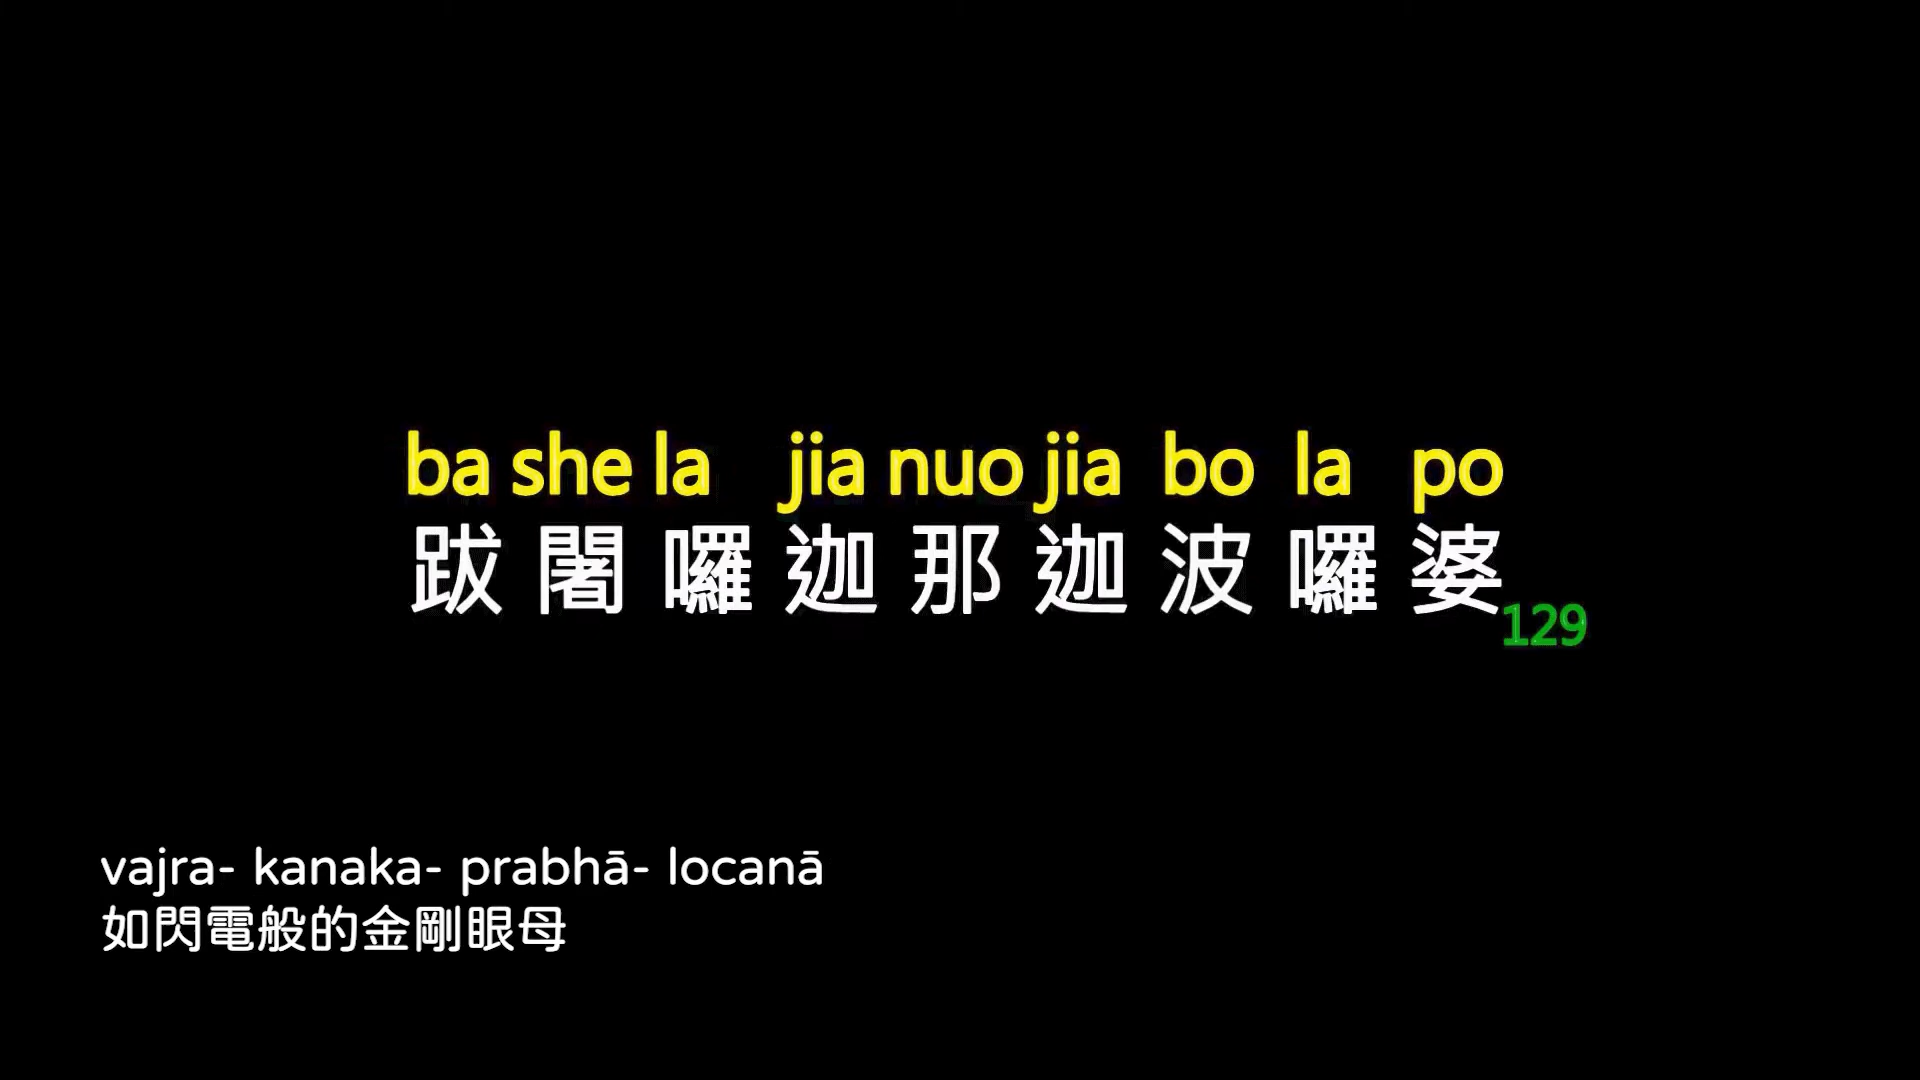 ba she la jia nuo jia bo la po
跋闍囉迦那迦波囉婆
129
vajra- kanaka- prabhā- locanā
如閃電般的金剛眼母